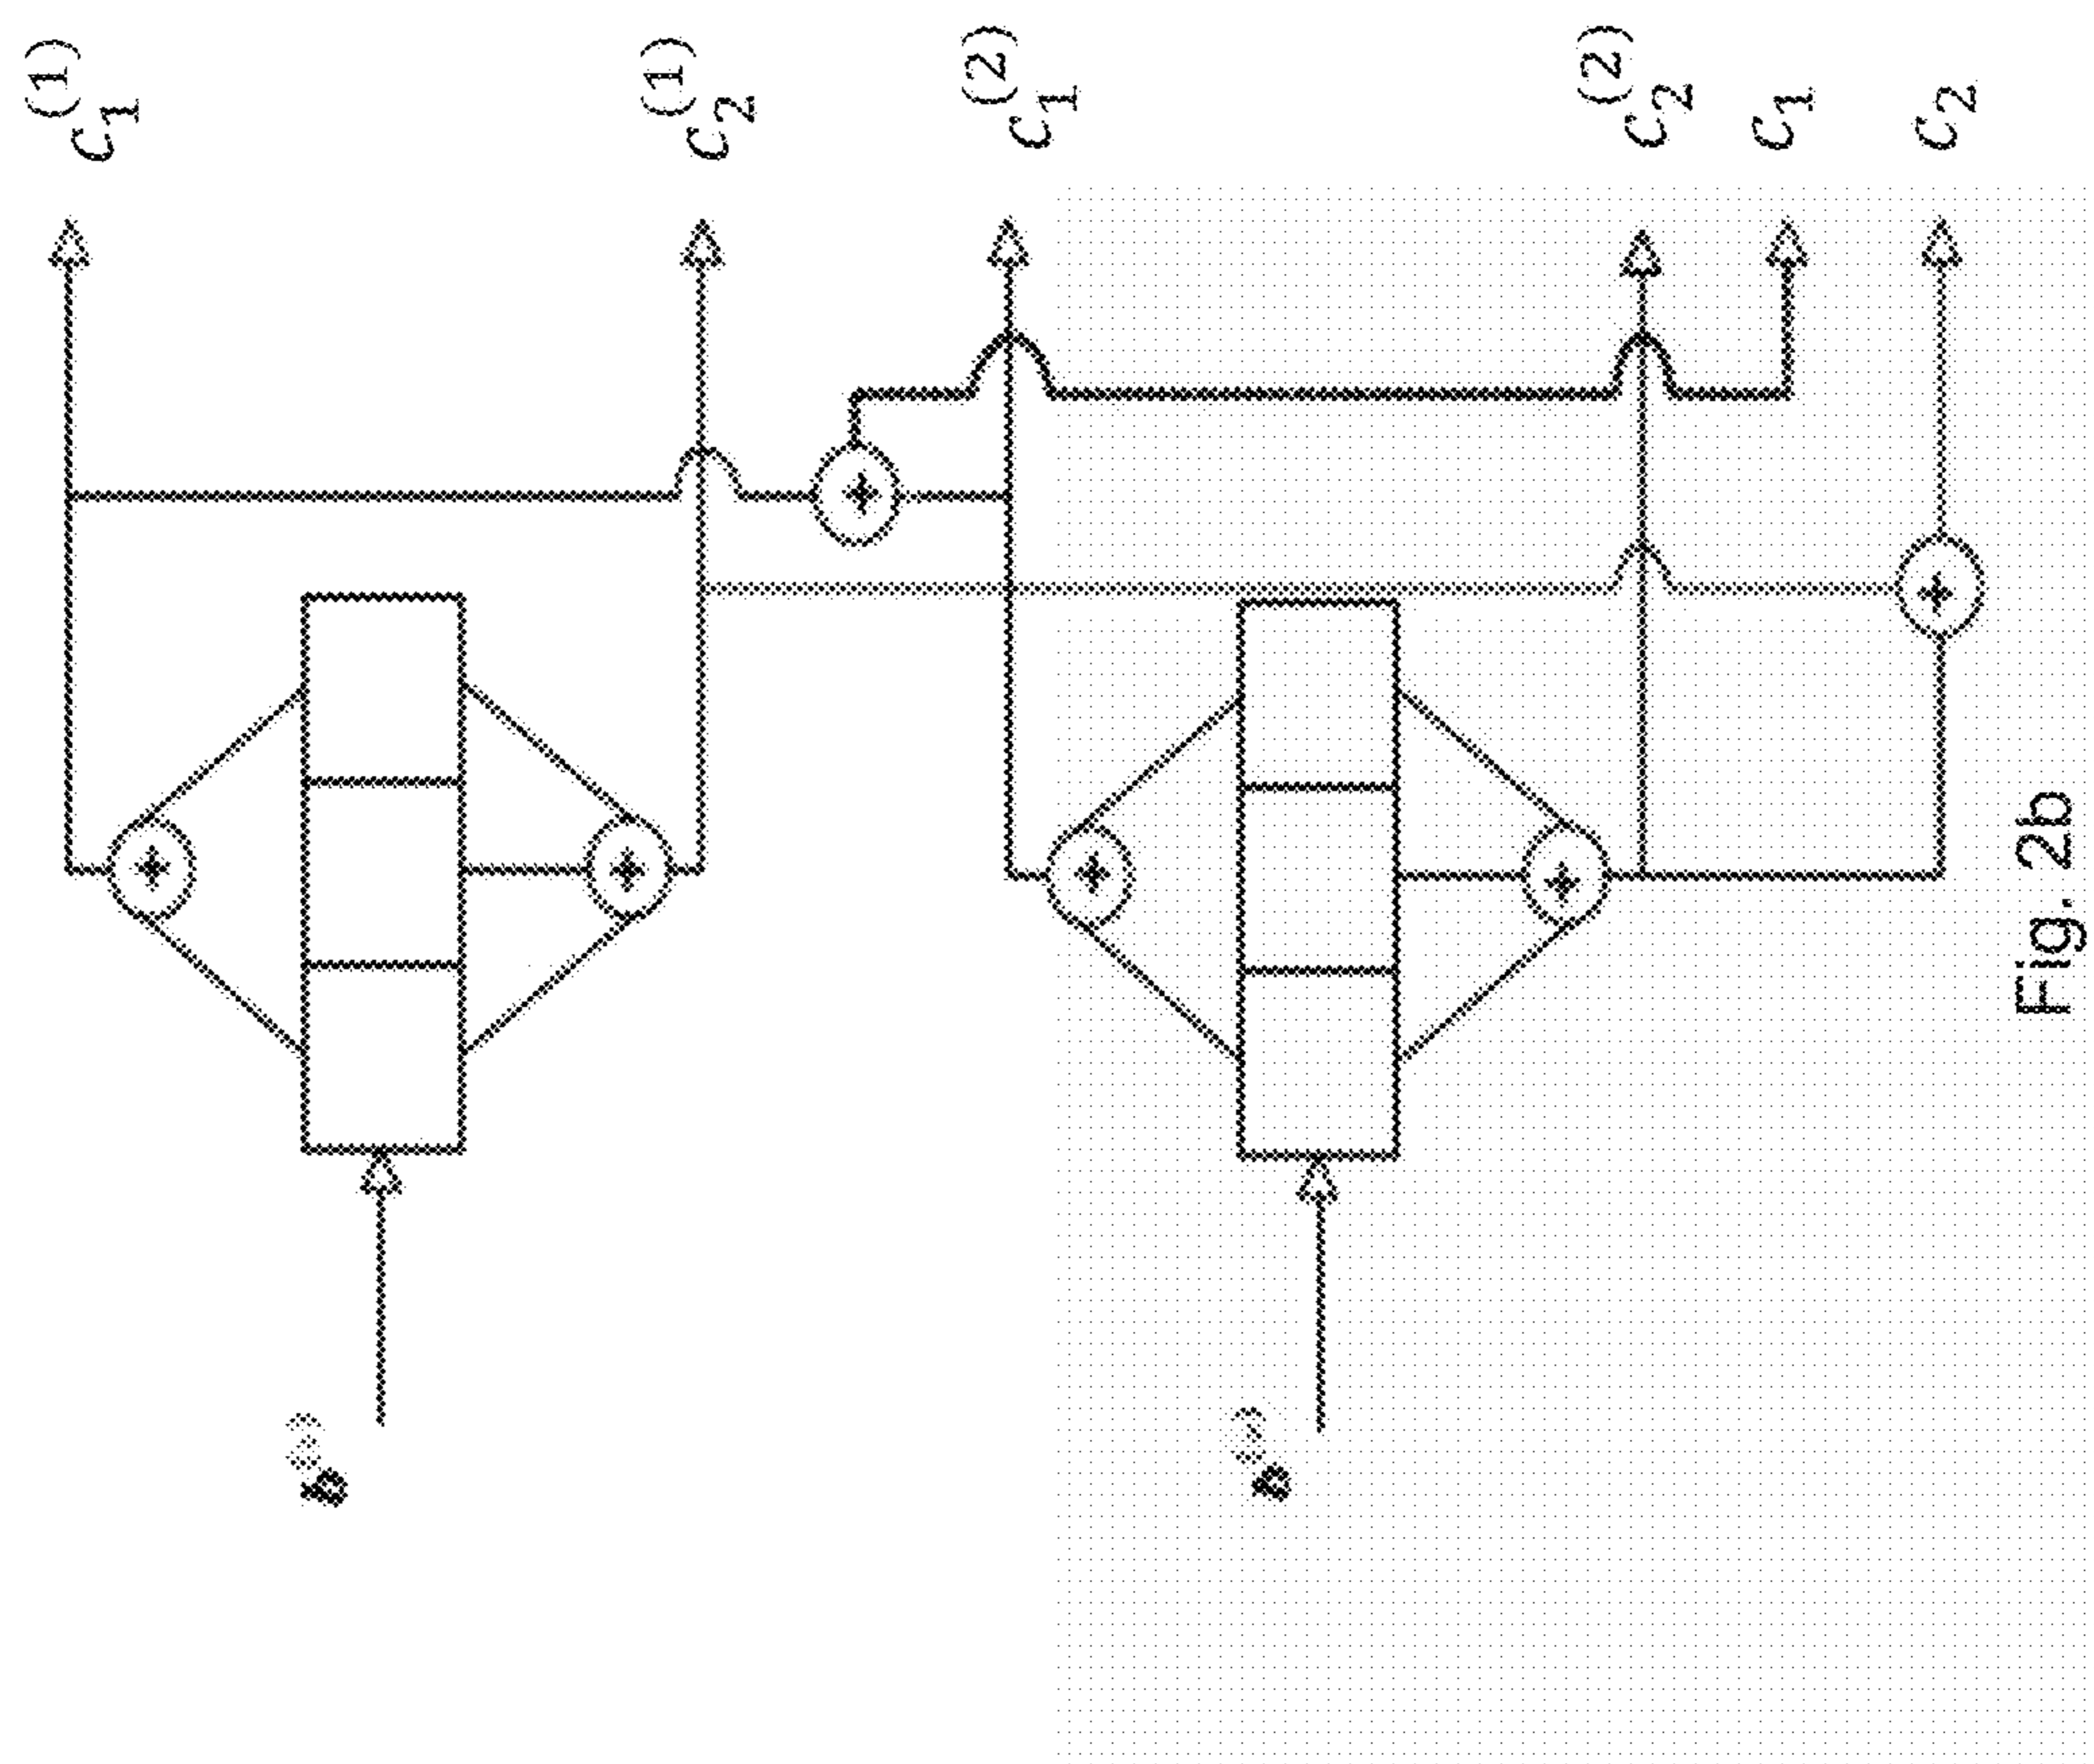 C₁⁽¹⁾
C₂⁽¹⁾
C₁⁽²⁾
C₂⁽²⁾
C₁
C₂
+
+
+
+
+
+
Fig. 2b